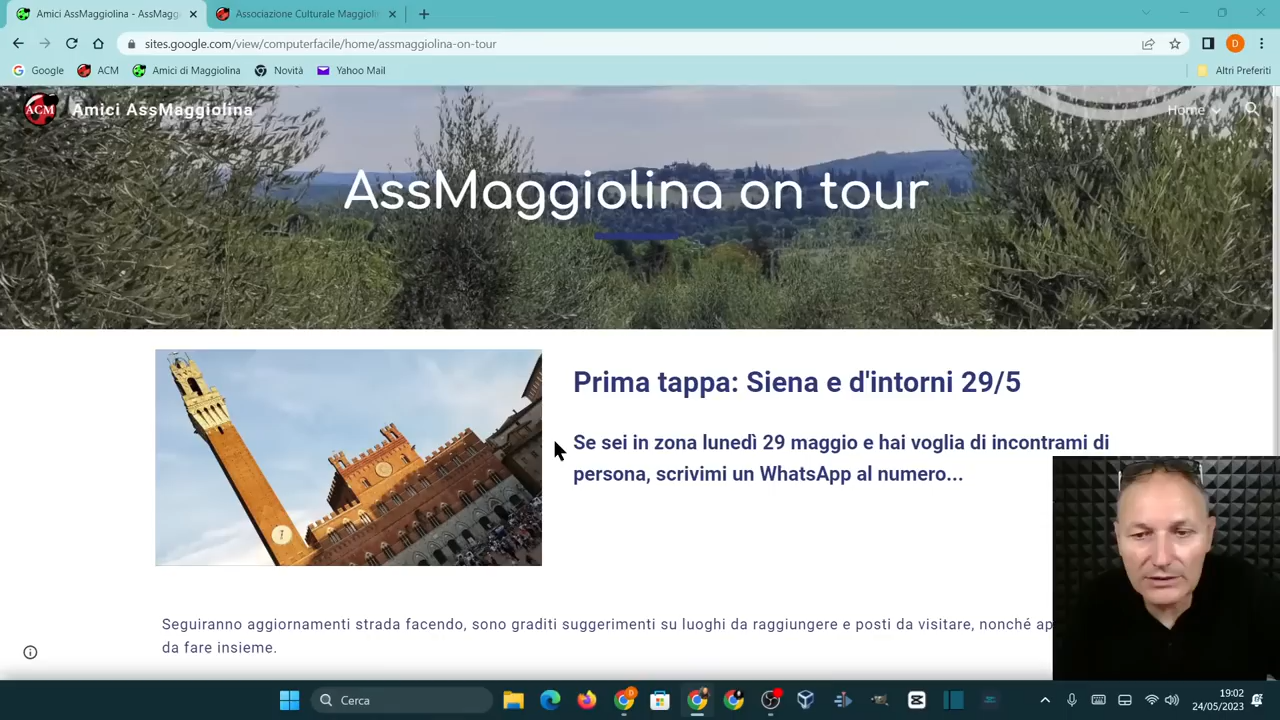 Amici AssMaggiolina - AssMagg
Associazione Culturale Maggiolin
sites.google.com/view/computerfacile/home/assmaggiolina-on-tour
D
Google
ACM
Amici di Maggiolina
Novità
Yahoo Mail
Altri Preferiti
ACM
Amici AssMaggiolina
Home
AssMaggiolina on tour
Prima tappa: Siena e d'intorni 29/5
Se sei in zona lunedì 29 maggio e hai voglia di incontrami di
persona, scrivimi un WhatsApp al numero...
Seguiranno aggiornamenti strada facendo, sono graditi suggerimenti su luoghi da raggiungere e posti da visitare, nonché ap
da fare insieme.
Cerca
19:02
24/05/2023